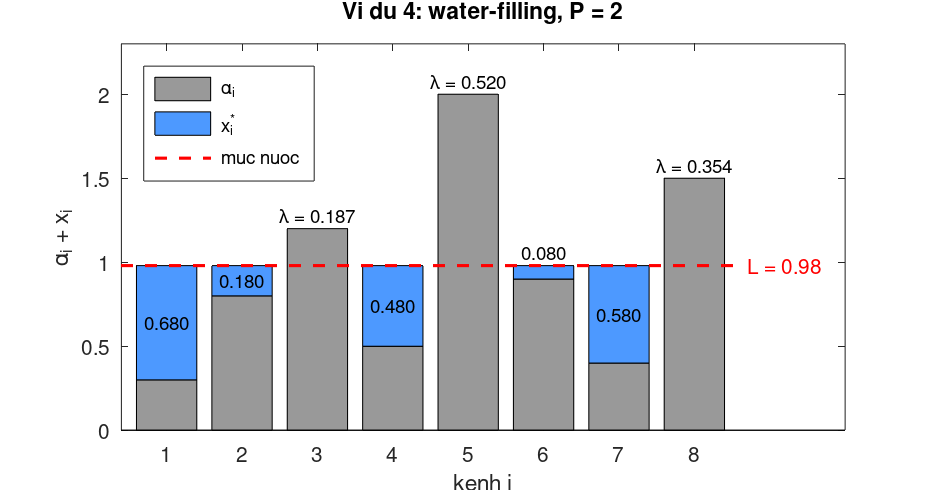 Vi du 4: water-filling, P = 2
αᵢ + xᵢ
2
1.5
1
0.5
0
αᵢ
xᵢ*
muc nuoc
λ = 0.187
λ = 0.520
λ = 0.354
0.680
0.180
0.480
0.080
0.580
L = 0.98
1 2 3 4 5 6 7 8
kenh i